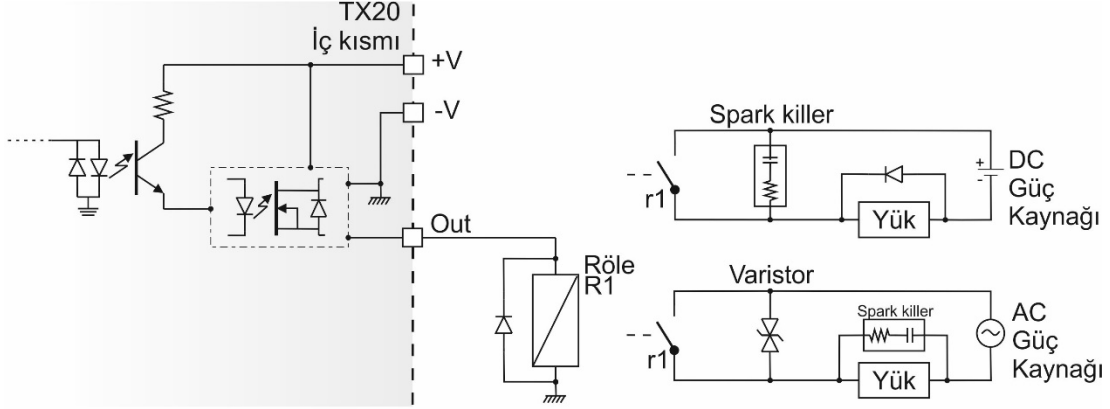 TX20
İç kısmı
+V
-V
Out
Röle
R1
Spark killer
r1
Yük
+
-
DC
Güç
Kaynağı
Varistor
r1
Spark killer
Yük
AC
Güç
Kaynağı